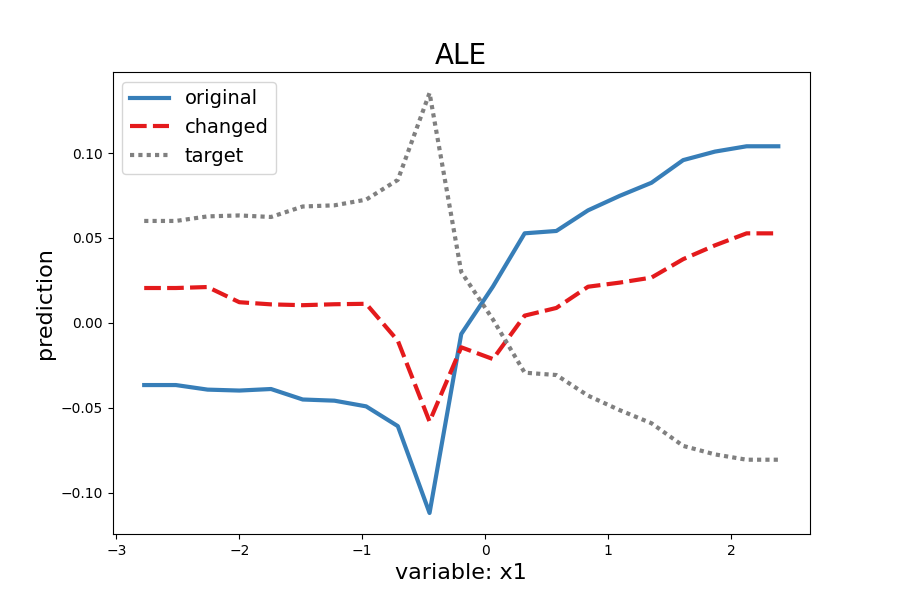 ALE
original
changed
target
0.10
0.05
0.00
−0.05
−0.10
prediction
−3
−2
−1
0
1
2
variable: x1